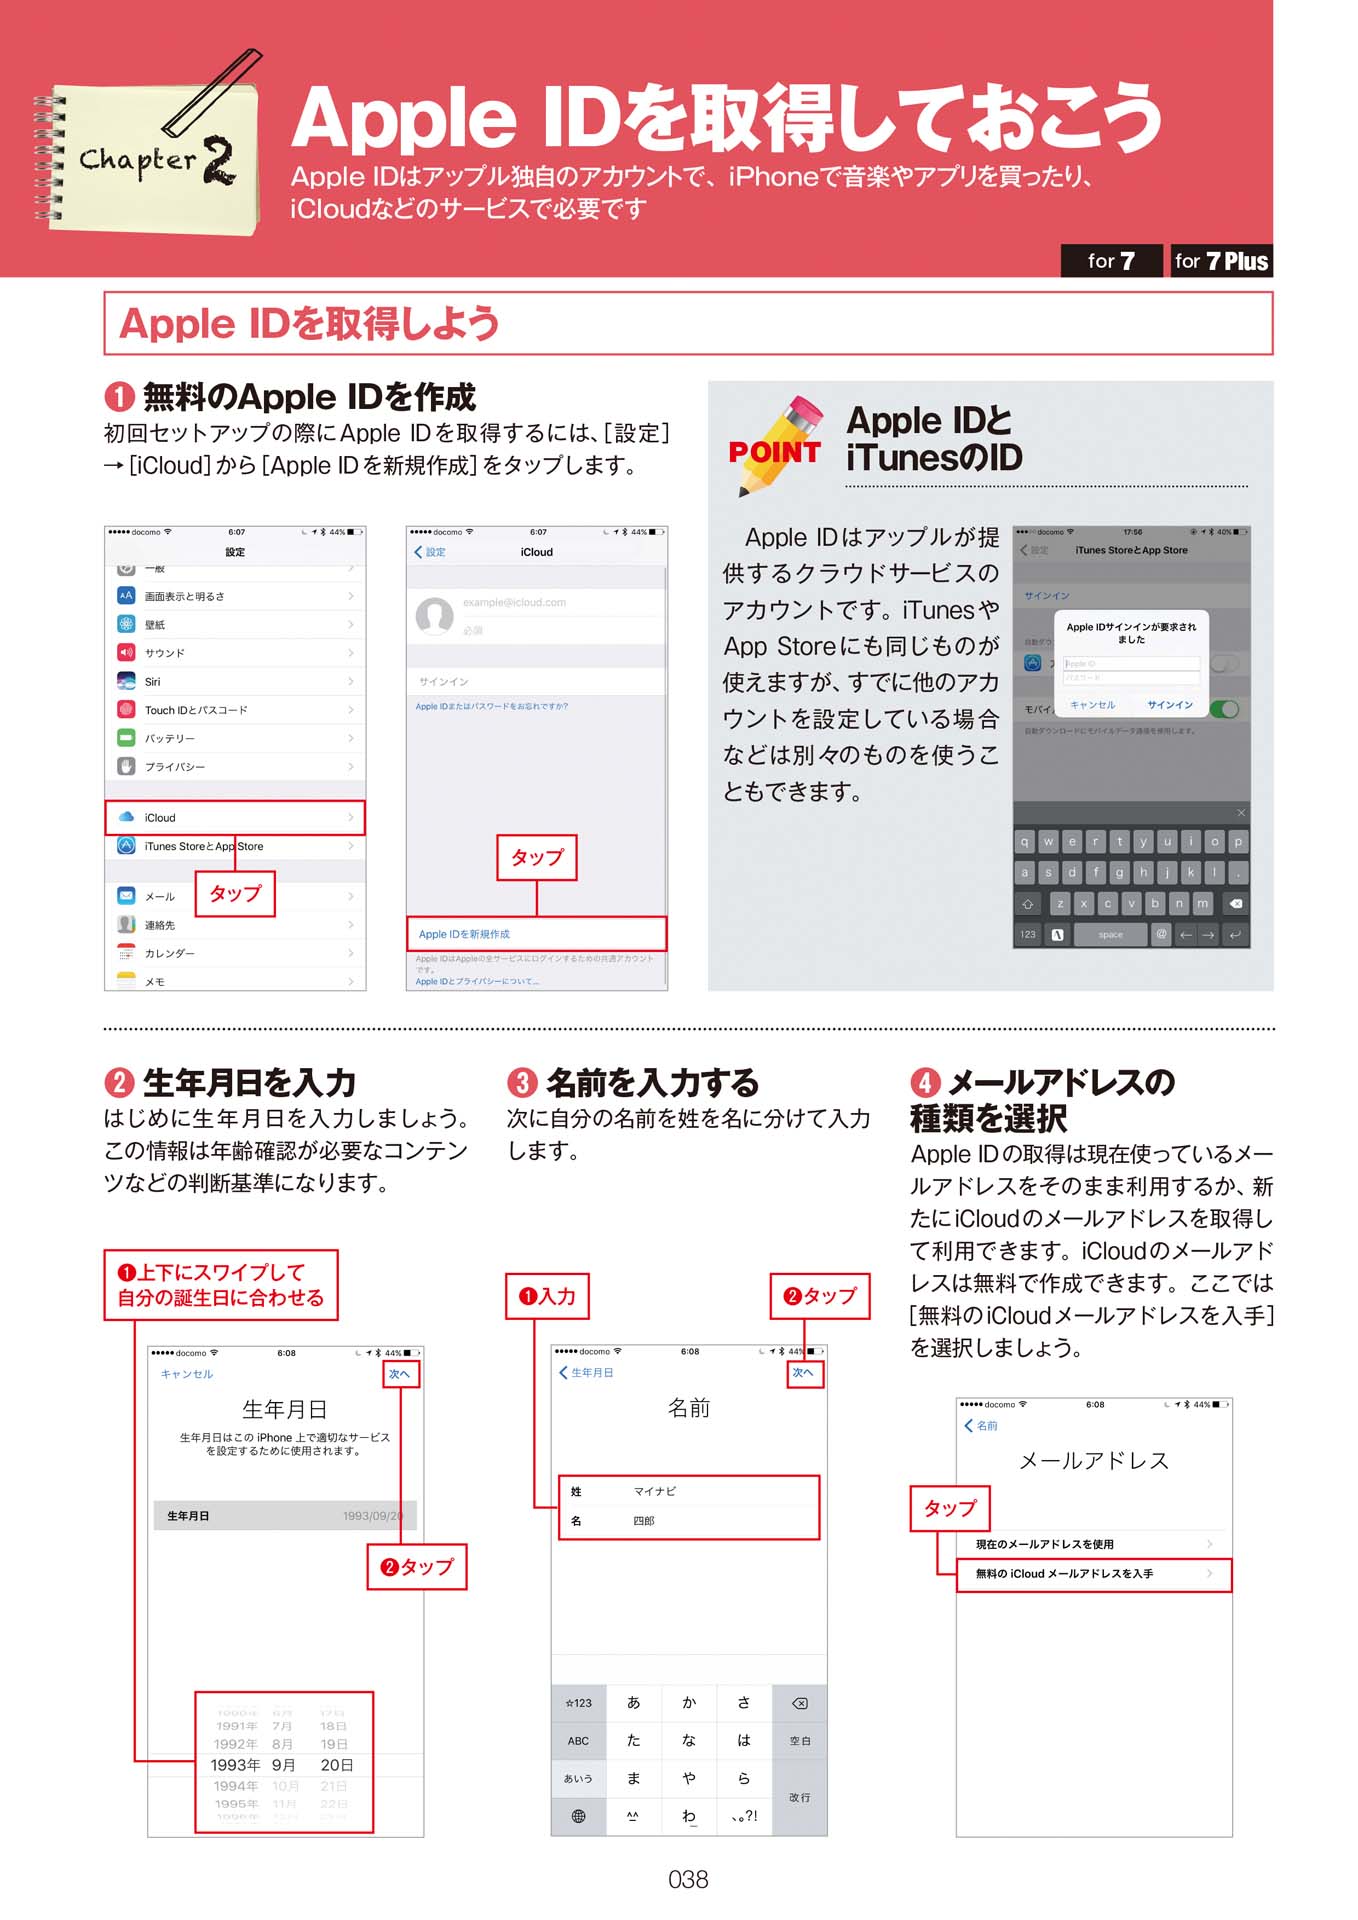 Chapter 2
Apple IDを取得しておこう
Apple IDはアップル独自のアカウントで、iPhoneで音楽やアプリを買ったり、
iCloudなどのサービスで必要です
for 7
for 7 Plus
Apple IDを取得しよう
❶ 無料のApple IDを作成
初回セットアップの際にApple IDを取得するには、[設定]
→[iCloud]から[Apple IDを新規作成]をタップします。
●●●●● docomo 6:07 44%
設定
一般
画面表示と明るさ
壁紙
サウンド
Siri
Touch IDとパスコード
バッテリー
プライバシー
iCloud
iTunes StoreとApp Store
タップ
メール
連絡先
カレンダー
メモ
●●●●● docomo 6:07 44%
設定
iCloud
example@icloud.com
必須
サインイン
Apple IDまたはパスワードをお忘れですか?
タップ
Apple IDを新規作成
Apple IDはAppleの全サービスにログインするための共通アカウント
です。
Apple IDとプライバシーについて...
POINT
Apple IDと
iTunesのID
Apple IDはアップルが提
供するクラウドサービスの
アカウントです。iTunesや
App Storeにも同じものが
使えますが、すでに他のアカ
ウントを設定している場合
などは別々のものを使うこ
ともできます。
docomo 17:56 40%
設定
iTunes StoreとApp Store
サインイン
Apple IDサインインが要求され
ました
自動ダウ
Apple ID
パスワード
キャンセル
サインイン
モバイ
自動ダウンロードにモバイルデータ通信を使用します。
q w e r t y u i o p
a s d f g h j k l .
z x c v b n m
123 space @ ← →
❷ 生年月日を入力
はじめに生年月日を入力しましょう。
この情報は年齢確認が必要なコンテン
ツなどの判断基準になります。
❶上下にスワイプして
自分の誕生日に合わせる
●●●●● docomo 6:08 44%
キャンセル
次へ
生年月日
生年月日はこの iPhone 上で適切なサービス
を設定するために使用されます。
生年月日 1993/09/20
❷タップ
1990年 6月 17日
1991年 7月 18日
1992年 8月 19日
1993年 9月 20日
1994年 10月 21日
1995年 11月 22日
❸ 名前を入力する
次に自分の名前を姓を名に分けて入力
します。
❶入力
❷タップ
●●●●● docomo 6:08 44%
生年月日
次へ
名前
姓 マイナビ
名 四郎
☆123 あ か さ
ABC た な は 空白
あいう ま や ら
改行
^^ わ 、。?!
❹ メールアドレスの
種類を選択
Apple IDの取得は現在使っているメー
ルアドレスをそのまま利用するか、新
たにiCloudのメールアドレスを取得し
て利用できます。iCloudのメールアド
レスは無料で作成できます。ここでは
[無料のiCloudメールアドレスを入手]
を選択しましょう。
●●●●● docomo 6:08 44%
名前
メールアドレス
タップ
現在のメールアドレスを使用
無料の iCloud メールアドレスを入手
038